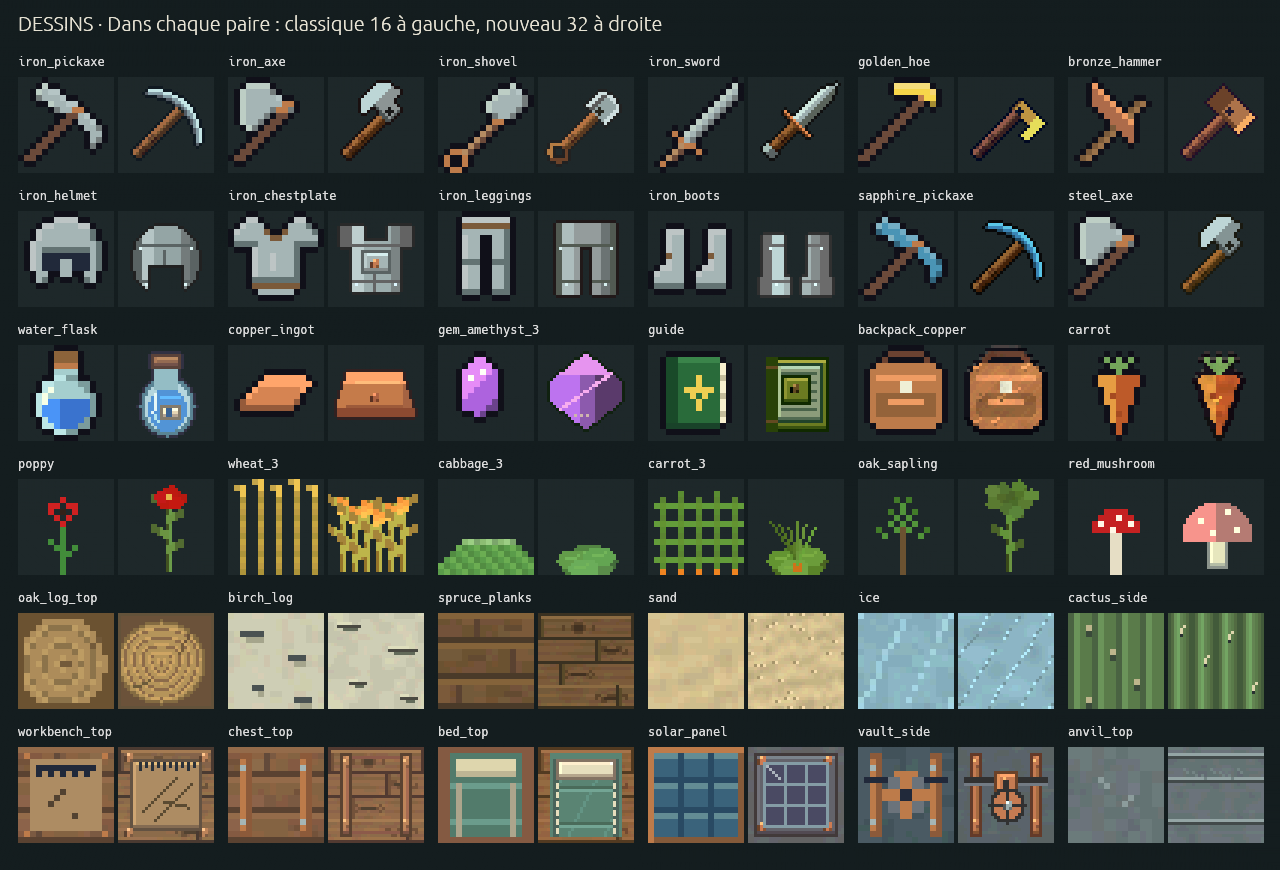 DESSINS · Dans chaque paire : classique 16 à gauche, nouveau 32 à droite
iron_pickaxe iron_axe iron_shovel iron_sword golden_hoe bronze_hammer
iron_helmet iron_chestplate iron_leggings iron_boots sapphire_pickaxe steel_axe
water_flask copper_ingot gem_amethyst_3 guide backpack_copper carrot
poppy wheat_3 cabbage_3 carrot_3 oak_sapling red_mushroom
oak_log_top birch_log spruce_planks sand ice cactus_side
workbench_top chest_top bed_top solar_panel vault_side anvil_top